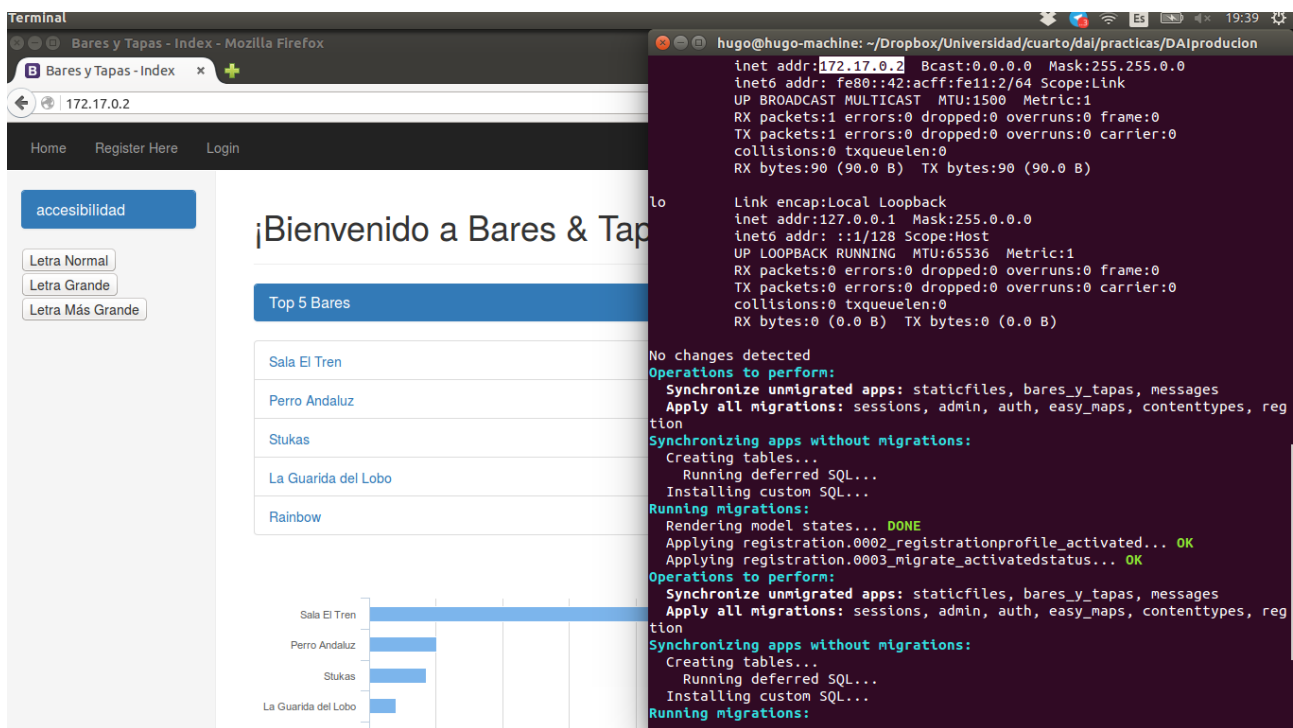 Terminal
Es
19:39
Bares y Tapas - Index - Mozilla Firefox
B Bares y Tapas - Index × +
172.17.0.2
Home Register Here Login
accesibilidad
Letra Normal
Letra Grande
Letra Más Grande
¡Bienvenido a Bares & Tap
Top 5 Bares
Sala El Tren
Perro Andaluz
Stukas
La Guarida del Lobo
Rainbow
Sala El Tren
Perro Andaluz
Stukas
La Guarida del Lobo
hugo@hugo-machine: ~/Dropbox/Universidad/cuarto/dai/practicas/DAIproducion
inet addr:172.17.0.2  Bcast:0.0.0.0  Mask:255.255.0.0
inet6 addr: fe80::42:acff:fe11:2/64 Scope:Link
UP BROADCAST MULTICAST  MTU:1500  Metric:1
RX packets:1 errors:0 dropped:0 overruns:0 frame:0
TX packets:1 errors:0 dropped:0 overruns:0 carrier:0
collisions:0 txqueuelen:0
RX bytes:90 (90.0 B)  TX bytes:90 (90.0 B)
lo        Link encap:Local Loopback
inet addr:127.0.0.1  Mask:255.0.0.0
inet6 addr: ::1/128 Scope:Host
UP LOOPBACK RUNNING  MTU:65536  Metric:1
RX packets:0 errors:0 dropped:0 overruns:0 frame:0
TX packets:0 errors:0 dropped:0 overruns:0 carrier:0
collisions:0 txqueuelen:0
RX bytes:0 (0.0 B)  TX bytes:0 (0.0 B)
No changes detected
Operations to perform:
Synchronize unmigrated apps: staticfiles, bares_y_tapas, messages
Apply all migrations: sessions, admin, auth, easy_maps, contenttypes, reg
tion
Synchronizing apps without migrations:
Creating tables...
Running deferred SQL...
Installing custom SQL...
Running migrations:
Rendering model states... DONE
Applying registration.0002_registrationprofile_activated... OK
Applying registration.0003_migrate_activatedstatus... OK
Operations to perform:
Synchronize unmigrated apps: staticfiles, bares_y_tapas, messages
Apply all migrations: sessions, admin, auth, easy_maps, contenttypes, reg
tion
Synchronizing apps without migrations:
Creating tables...
Running deferred SQL...
Installing custom SQL...
Running migrations: